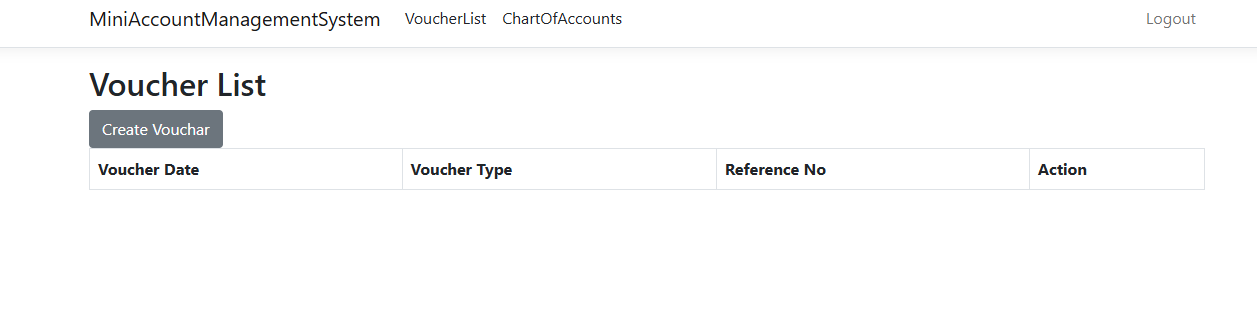 MiniAccountManagementSystem VoucherList ChartOfAccounts Logout
Voucher List
Create Vouchar
Voucher Date Voucher Type Reference No Action